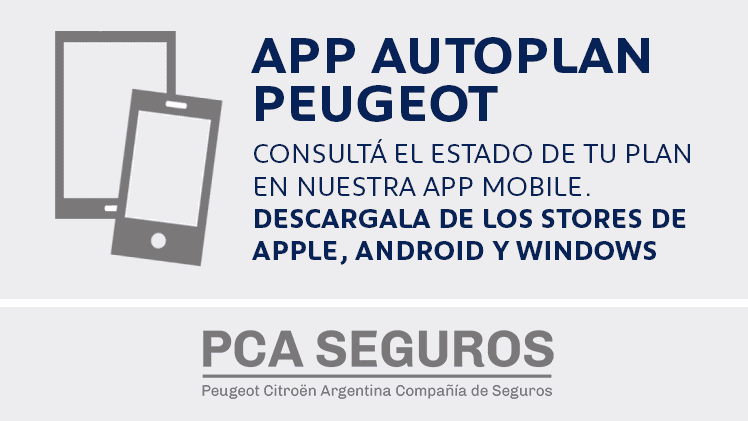 APP AUTOPLAN
PEUGEOT
CONSULTÁ EL ESTADO DE TU PLAN
EN NUESTRA APP MOBILE.
DESCARGALA DE LOS STORES DE
APPLE, ANDROID Y WINDOWS
PCA SEGUROS
Peugeot Citroën Argentina Compañía de Seguros